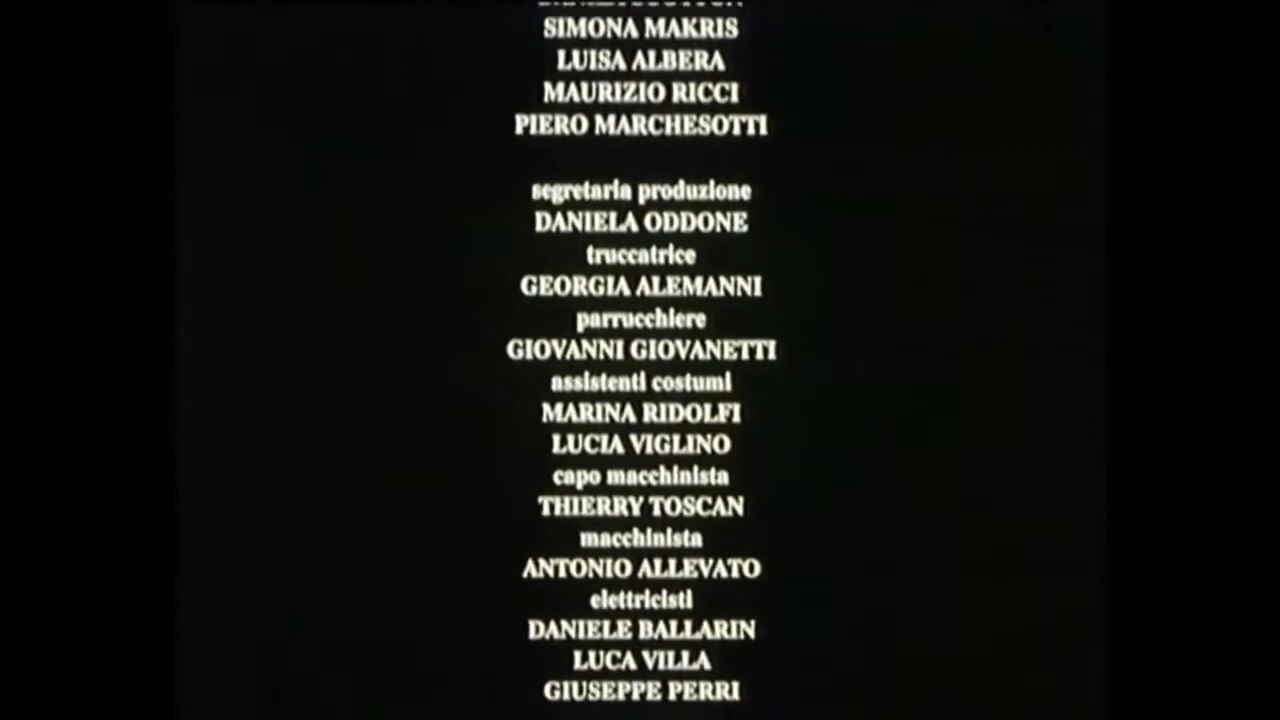 SIMONA MAKRIS
LUISA ALBERA
MAURIZIO RICCI
PIERO MARCHESOTTI
segretaria produzione
DANIELA ODDONE
truccatrice
GEORGIA ALEMANNI
parrucchiere
GIOVANNI GIOVANETTI
assistenti costumi
MARINA RIDOLFI
LUCIA VIGLINO
capo macchinista
THIERRY TOSCAN
macchinista
ANTONIO ALLEVATO
elettricisti
DANIELE BALLARIN
LUCA VILLA
GIUSEPPE PERRI